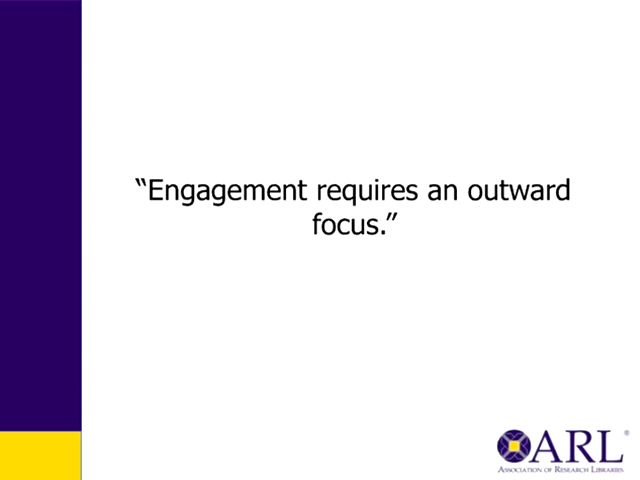 “Engagement requires an outward
focus.”
ARL®
ASSOCIATION OF RESEARCH LIBRARIES